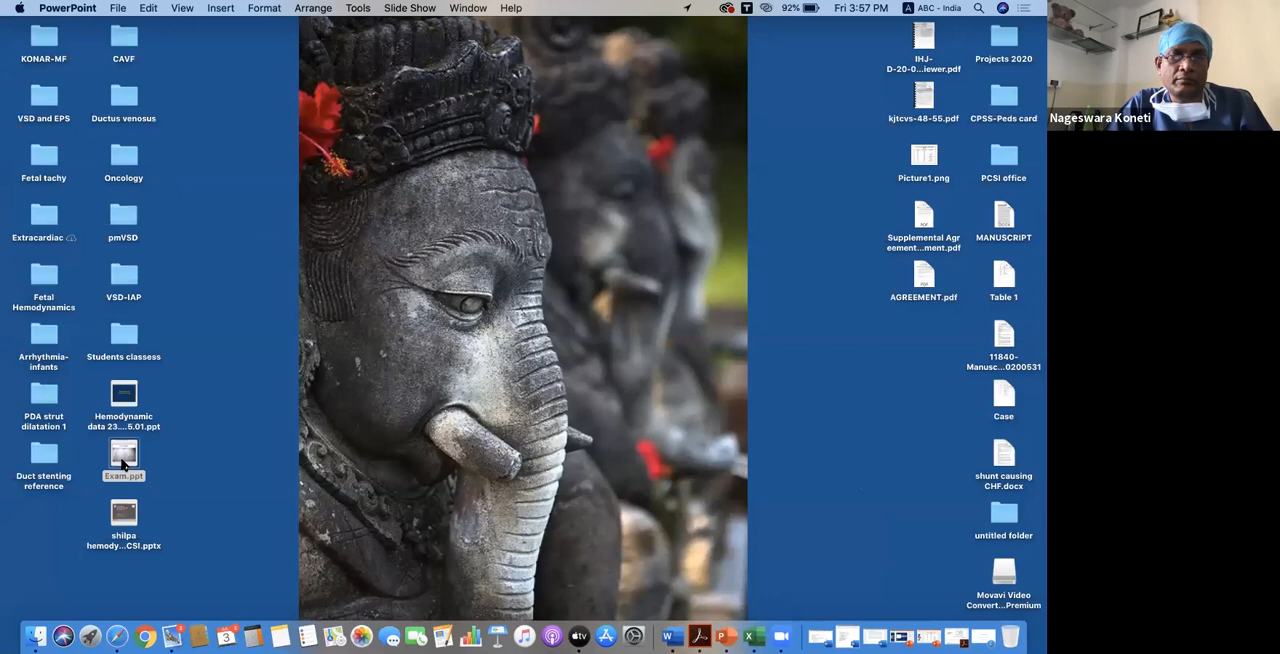 PowerPoint File Edit View Insert Format Arrange Tools Slide Show Window Help 92% Fri 3:57 PM A ABC - India
KONAR-MF
CAVF
VSD and EPS
Ductus venosus
Fetal tachy
Oncology
Extracardiac
pmVSD
Fetal
Hemodynamics
VSD-IAP
Arrhythmia-
infants
Students classess
PDA strut
dilatation 1
Hemodynamic
data 23....5.01.ppt
Duct stenting
reference
Exam.ppt
shilpa
hemody...CSI.pptx
IHJ-
D-20-0...iewer.pdf
Projects 2020
kjtcvs-48-55.pdf
CPSS-Peds card
Picture1.png
PCSI office
Supplemental Agr
eement...ment.pdf
MANUSCRIPT
AGREEMENT.pdf
Table 1
11840-
Manusc...0200531
Case
shunt causing
CHF.docx
untitled folder
Movavi Video
Convert...Premium
Nageswara Koneti
3
tv